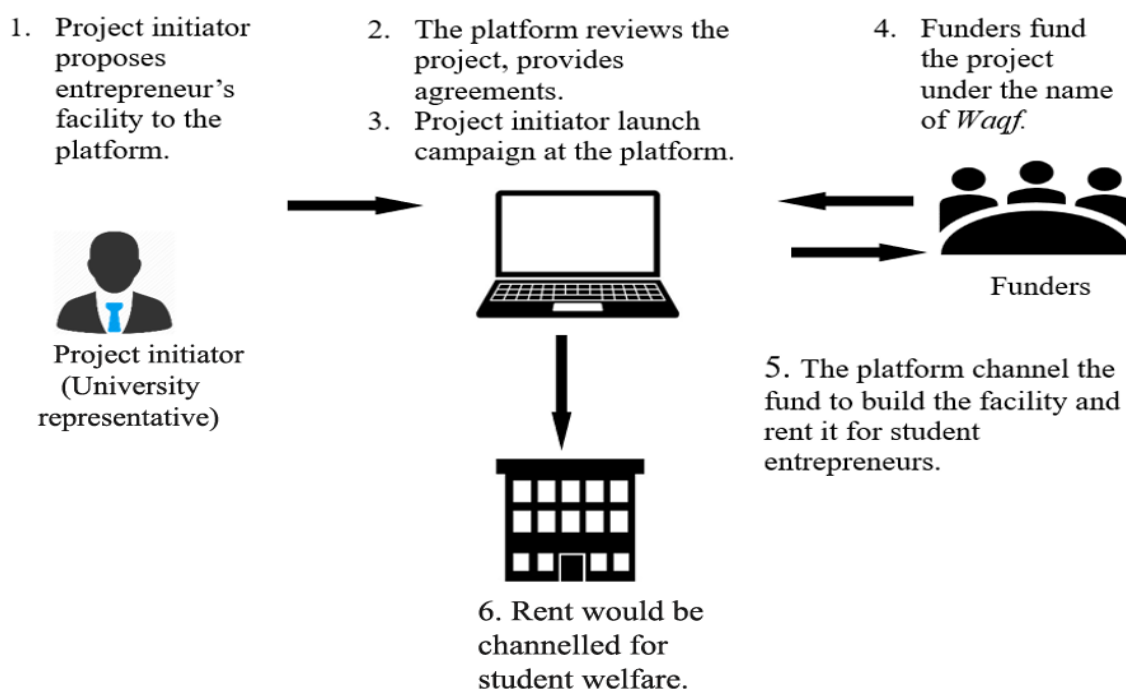 1. Project initiator
proposes
entrepreneur’s
facility to the
platform.
2. The platform reviews the
project, provides
agreements.
3. Project initiator launch
campaign at the platform.
4. Funders fund
the project
under the name
of Waqf.
Project initiator
(University
representative)
Funders
5. The platform channel the
fund to build the facility and
rent it for student
entrepreneurs.
6. Rent would be
channelled for
student welfare.